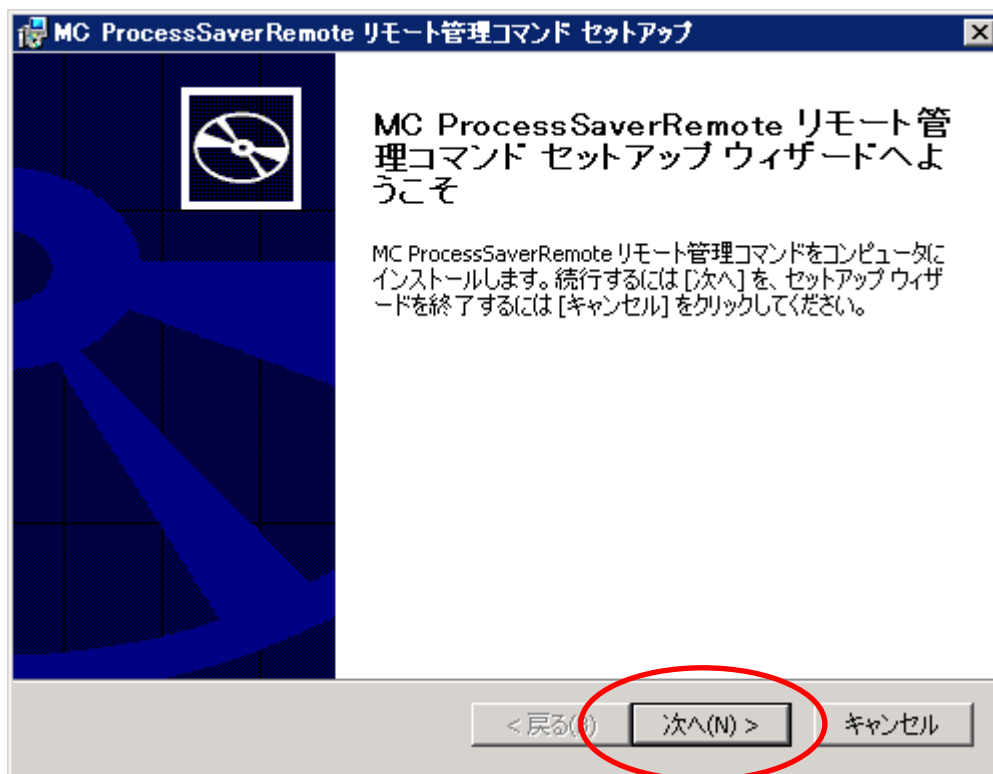 MC ProcessSaverRemote リモート管理コマンド セットアップ
MC ProcessSaverRemote リモート管
理コマンド セットアップ ウィザードへよ
うこそ
MC ProcessSaverRemote リモート管理コマンドをコンピュータに
インストールします。続行するには [次へ] を、セットアップ ウィザ
ードを終了するには [キャンセル] をクリックしてください。
< 戻る(B) 次へ(N) > キャンセル